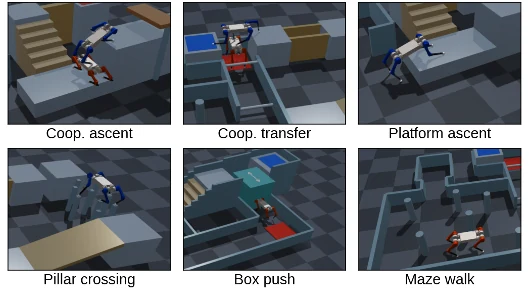 Coop. ascent
Coop. transfer
Platform ascent
Pillar crossing
Box push
Maze walk